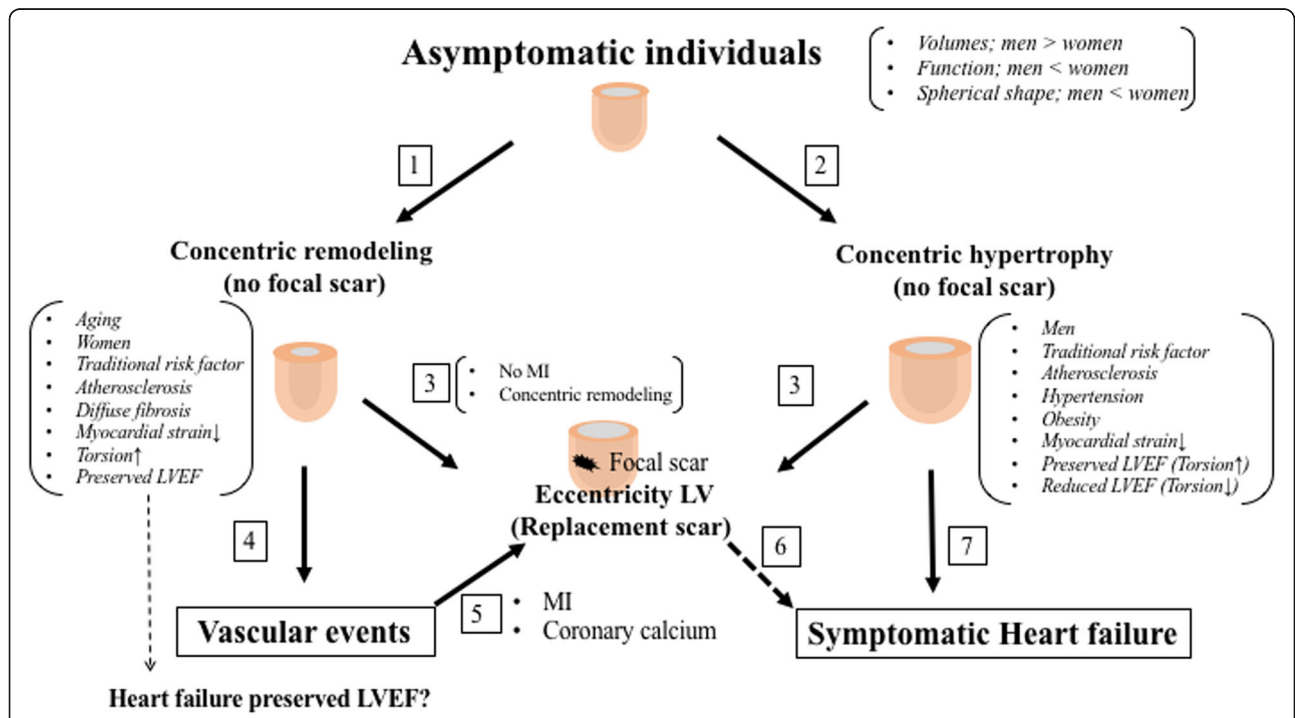 Asymptomatic individuals
• Volumes; men > women
• Function; men < women
• Spherical shape; men < women
1
2
Concentric remodeling
(no focal scar)
Concentric hypertrophy
(no focal scar)
• Aging
• Women
• Traditional risk factor
• Atherosclerosis
• Diffuse fibrosis
• Myocardial strain↓
• Torsion↑
• Preserved LVEF
3
• No MI
• Concentric remodeling
3
• Men
• Traditional risk factor
• Atherosclerosis
• Hypertension
• Obesity
• Myocardial strain↓
• Preserved LVEF (Torsion↑)
• Reduced LVEF (Torsion↓)
Focal scar
Eccentricity LV
(Replacement scar)
4
6
7
5
• MI
• Coronary calcium
Vascular events
Symptomatic Heart failure
Heart failure preserved LVEF?